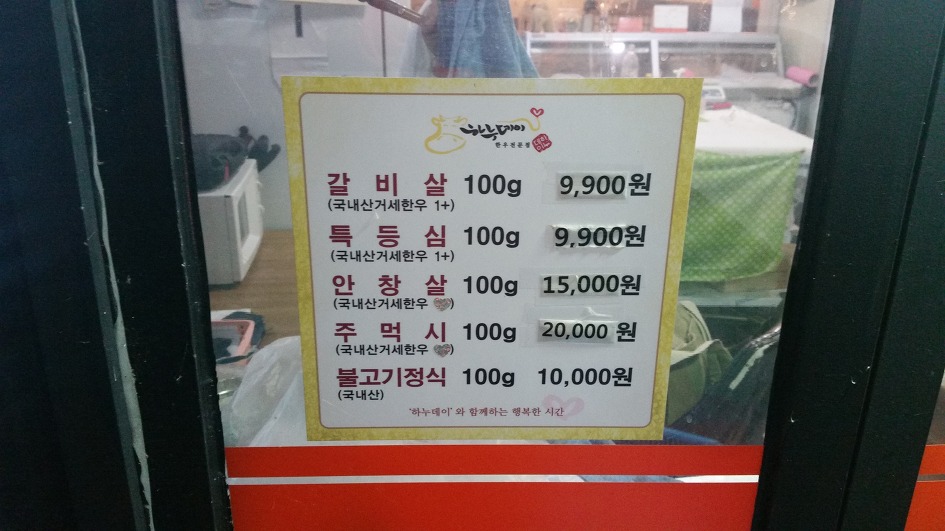 하누데이
한우전문점
갈비살 100g 9,900원
(국내산거세한우 1+)
특등심 100g 9,900원
(국내산거세한우 1+)
안창살 100g 15,000원
(국내산거세한우 )
주먹시 100g 20,000 원
(국내산거세한우 )
불고기정식 100g 10,000원
(국내산)
'하누데이' 와 함께하는 행복한 시간